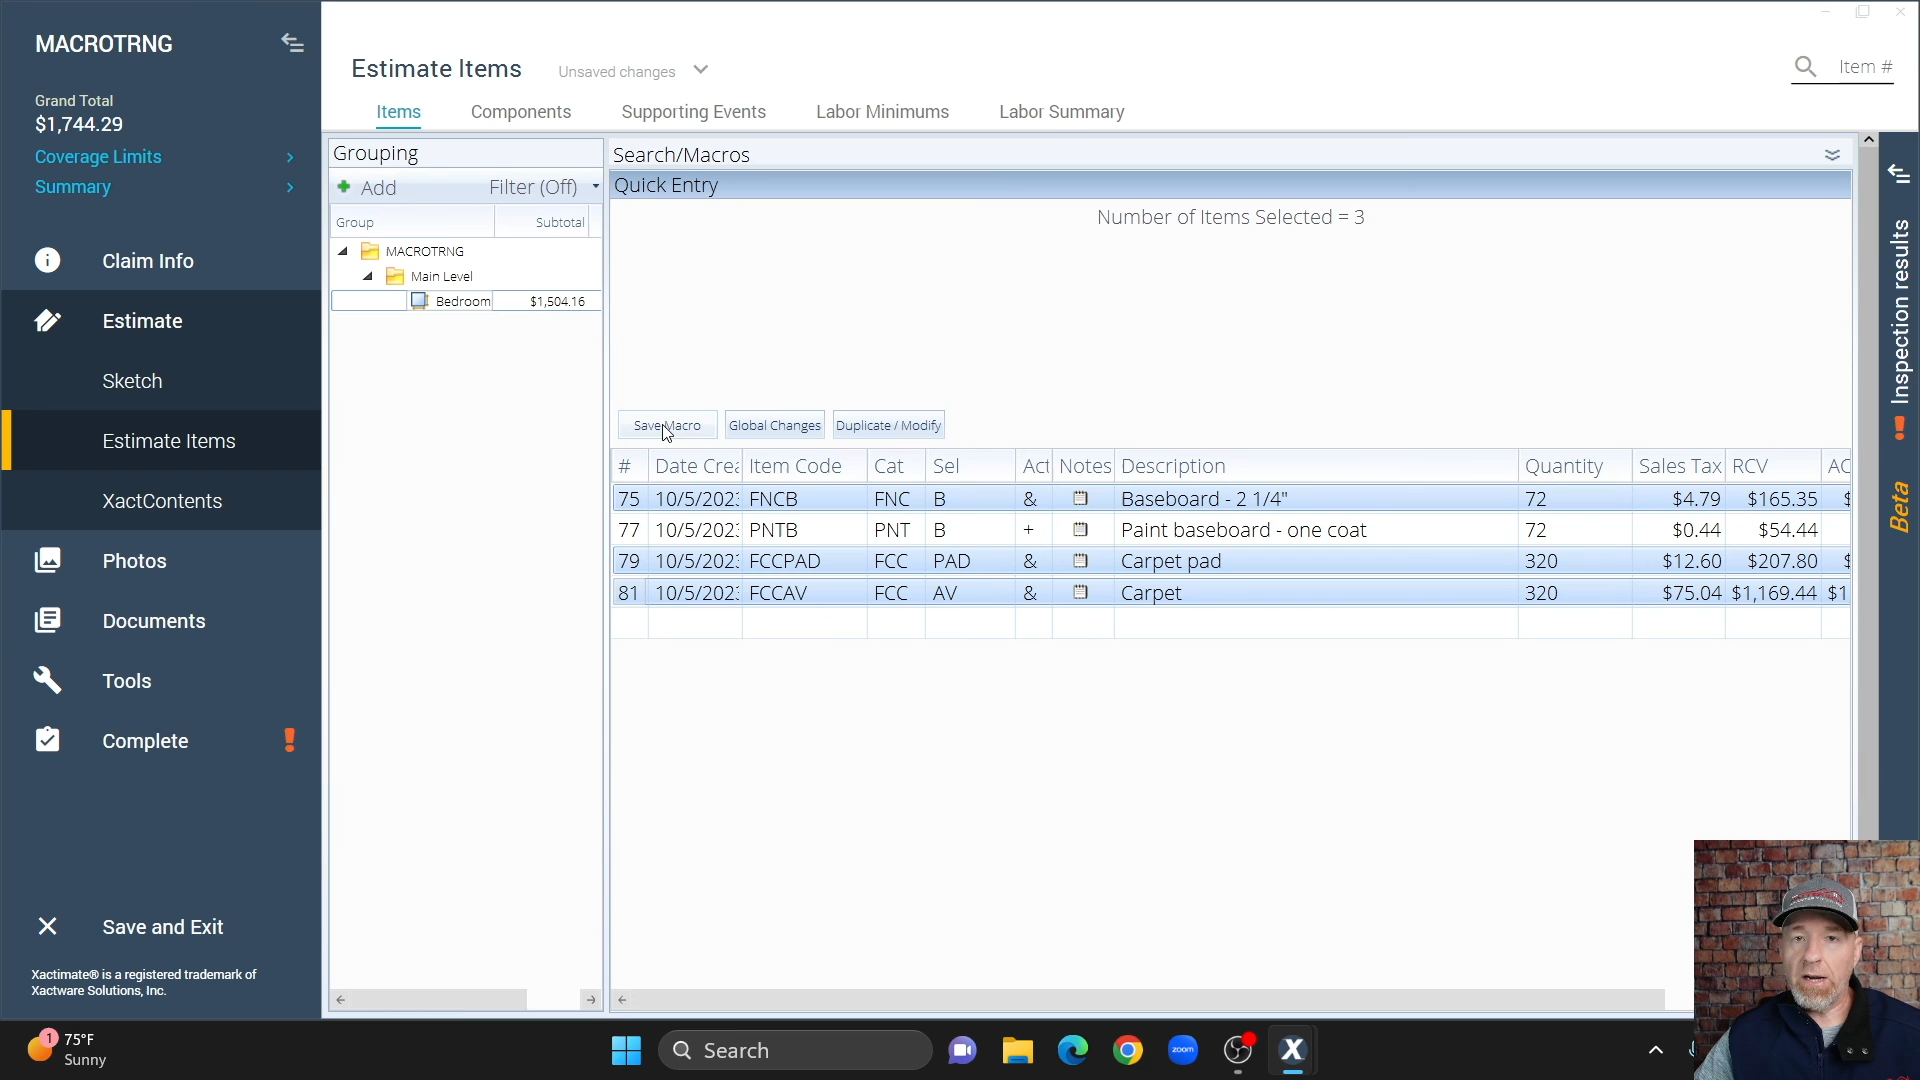 MACROTRNG
Grand Total
$1,744.29
Coverage Limits
Summary
Claim Info
Estimate
Sketch
Estimate Items
XactContents
Photos
Documents
Tools
Complete
Save and Exit
Xactimate® is a registered trademark of
Xactware Solutions, Inc.
Estimate Items Unsaved changes
Item #
Items Components Supporting Events Labor Minimums Labor Summary
Grouping
Add Filter (Off)
Group Subtotal
MACROTRNG
Main Level
Bedroom $1,504.16
Search/Macros
Quick Entry
Number of Items Selected = 3
Save Macro Global Changes Duplicate / Modify
# Date Crea Item Code Cat Sel Act Notes Description Quantity Sales Tax RCV AC
75 10/5/2023 FNCB FNC B & Baseboard - 2 1/4" 72 $4.79 $165.35 $
77 10/5/2023 PNTB PNT B + Paint baseboard - one coat 72 $0.44 $54.44
79 10/5/2023 FCCPAD FCC PAD & Carpet pad 320 $12.60 $207.80 $
81 10/5/2023 FCCAV FCC AV & Carpet 320 $75.04 $1,169.44 $1
Inspection results
Beta
1
75°F
Sunny
Search
zoom
X